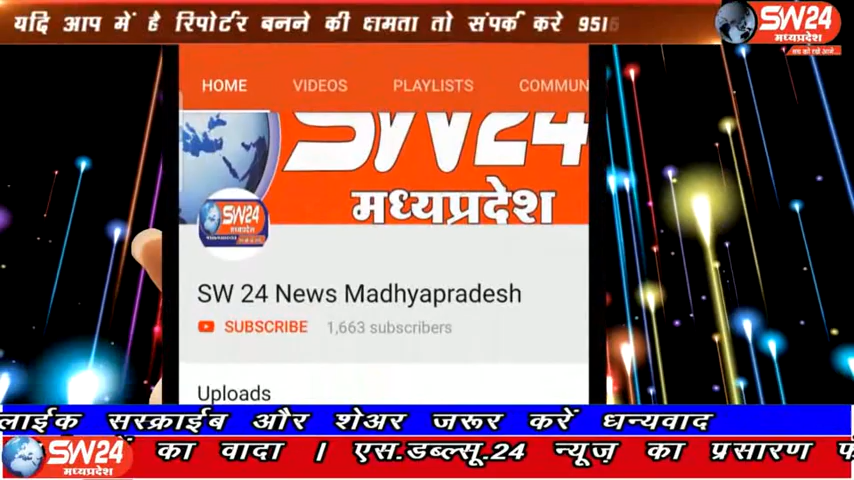 यदि आप में है रिपोर्टर बनने की क्षमता तो संपर्क करे 951
SW24
मध्यप्रदेश
HOME VIDEOS PLAYLISTS COMMUN
SW24
मध्यप्रदेश
SW24
SW 24 News Madhyapradesh
SUBSCRIBE 1,663 subscribers
Uploads
लाईक सस्क्राईब और शेअर जरूर करें धन्यवाद
SW24
मध्यप्रदेश
का वादा । एस.डब्ल्सू.24 न्यूज़ का प्रसारण